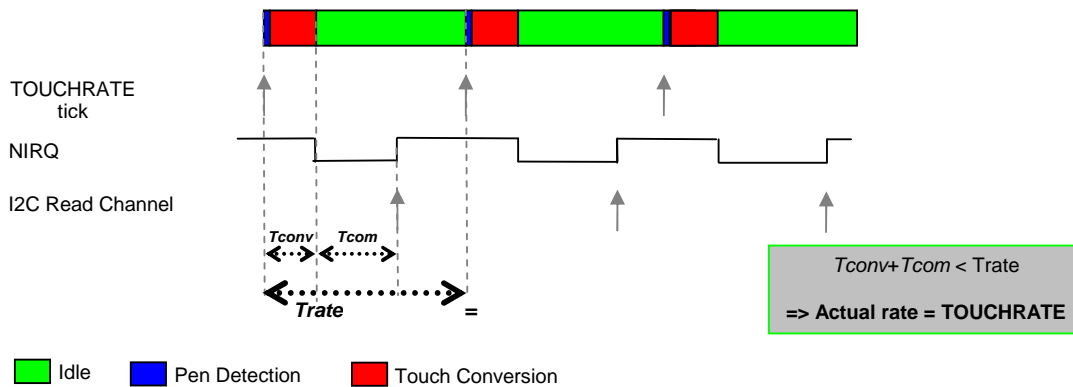 TOUCHRATE
tick
NIRQ
I2C Read Channel
Tconv Tcom
Trate =
Tconv+Tcom < Trate
=> Actual rate = TOUCHRATE
Idle Pen Detection Touch Conversion